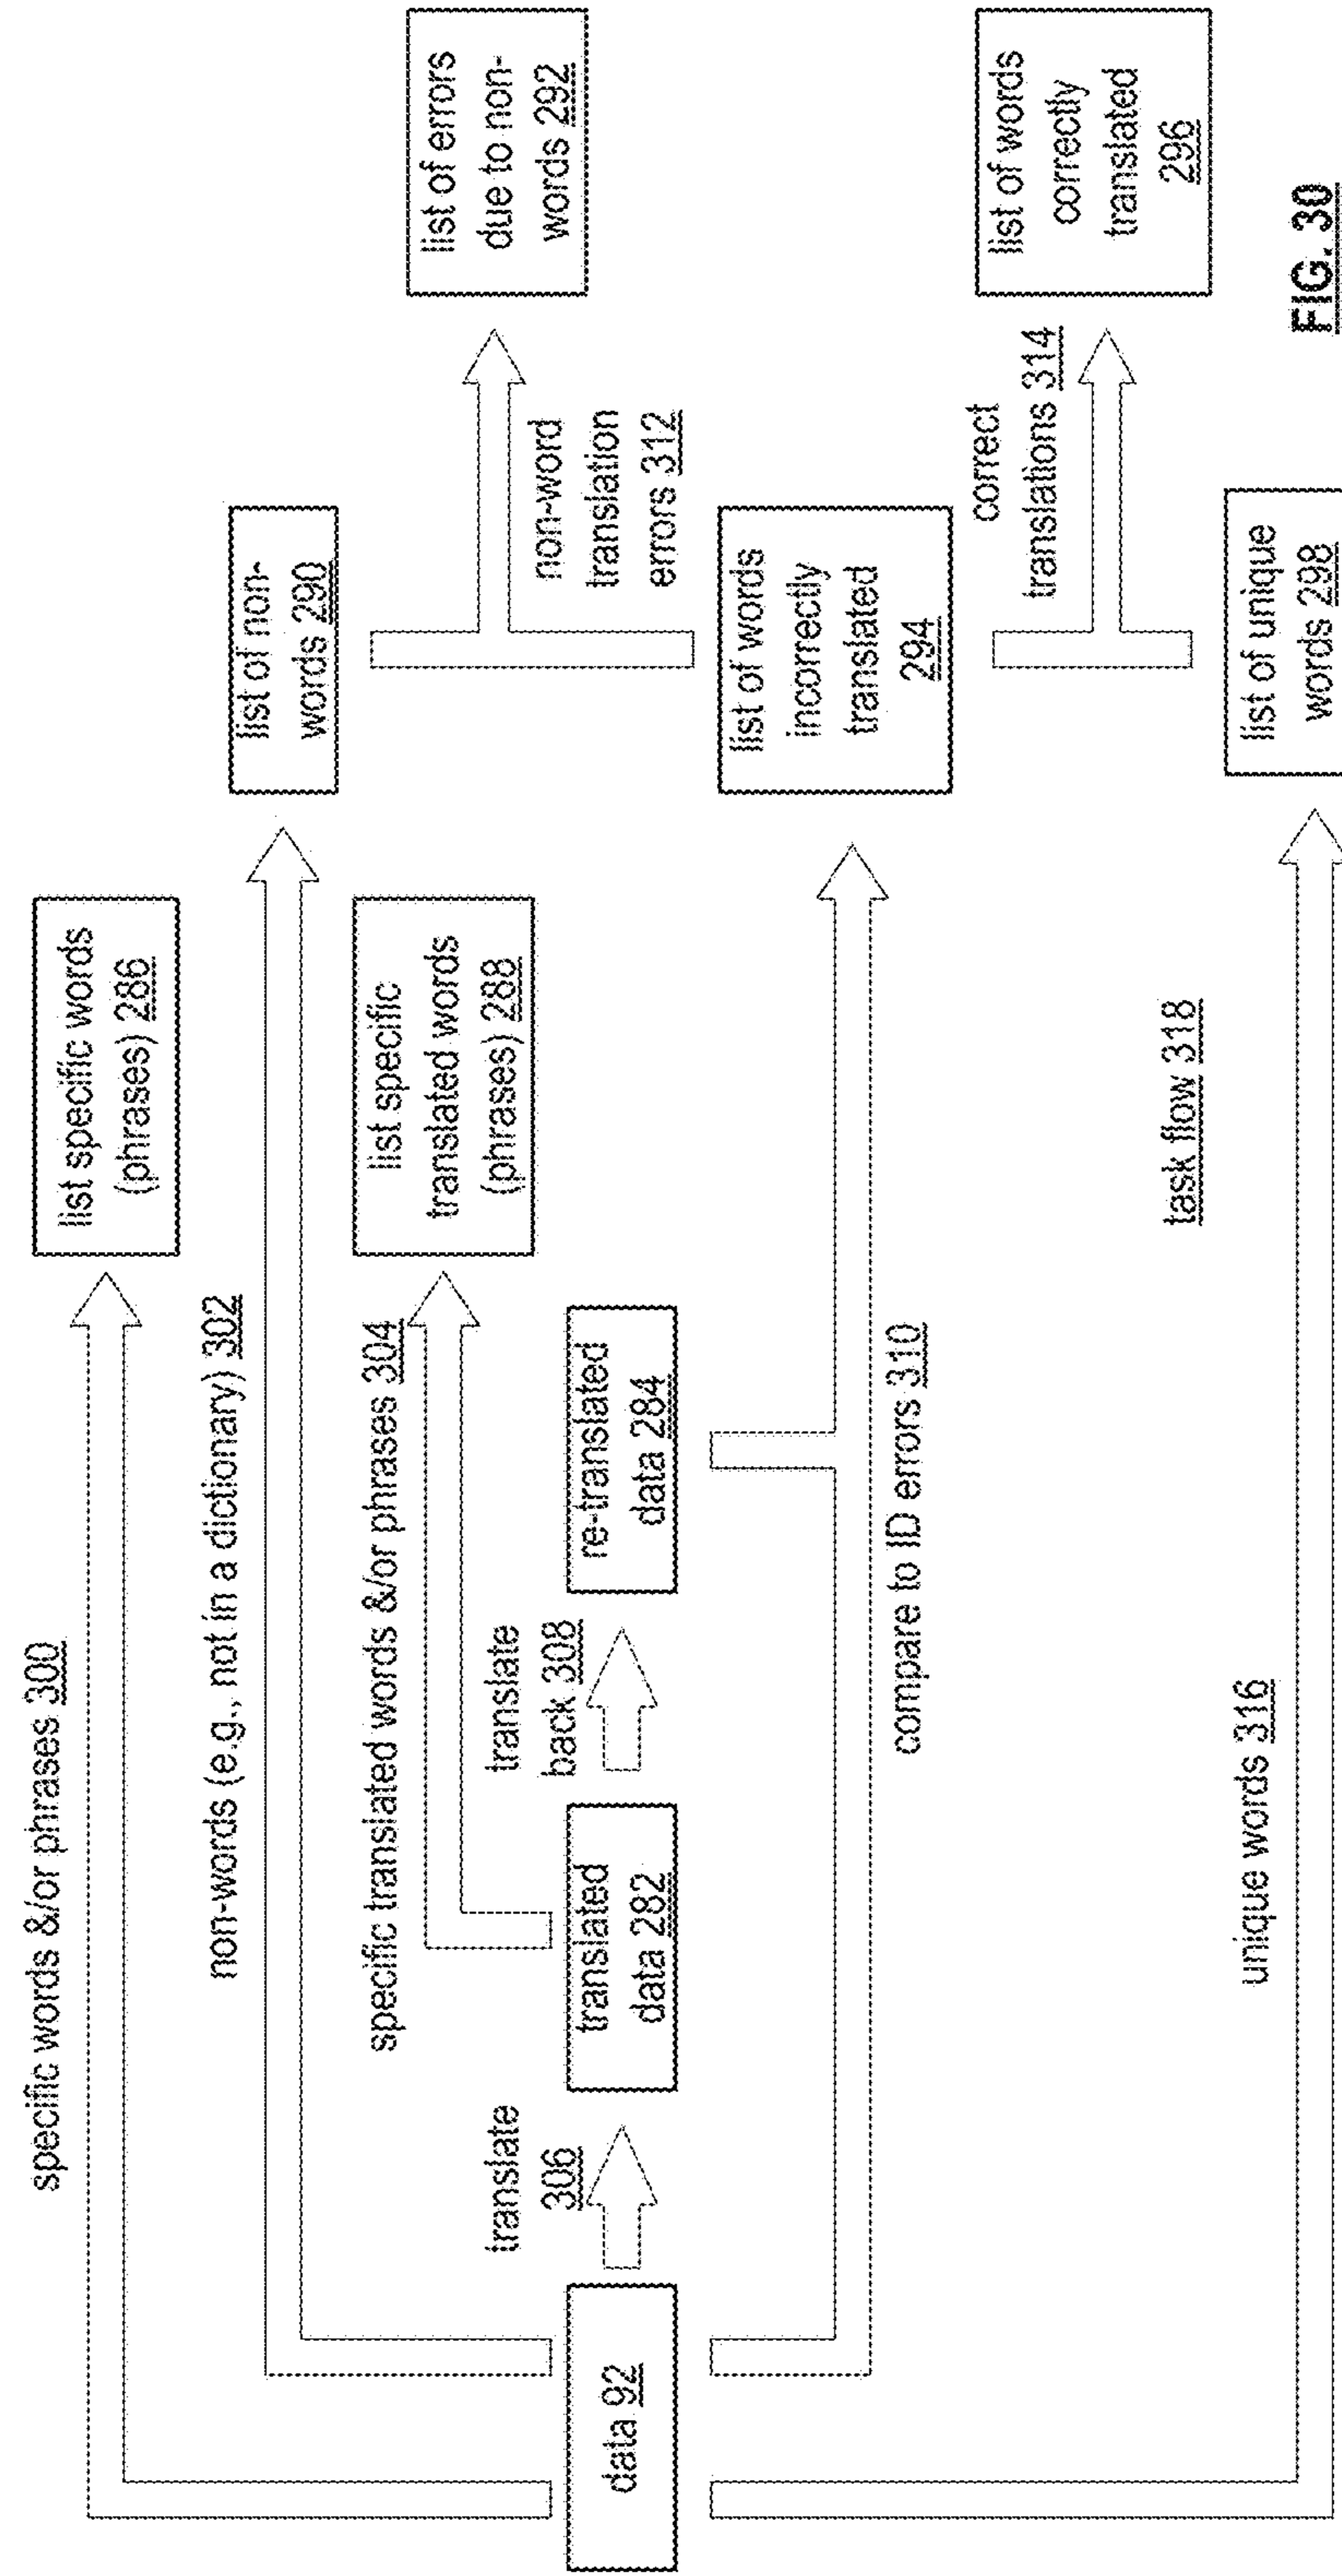 specific words &/or phrases 300
list specific words
(phrases) 286
non-words (e.g., not in a dictionary) 302
list of non-
words 290
specific translated words &/or phrases 304
list specific
translated words
(phrases) 288
list of errors
due to non-
words 292
non-word
translation
errors 312
translate
306
translate
back 308
data 92
translated
data 282
re-translated
data 284
compare to ID errors 310
list of words
incorrectly
translated
294
correct
translations 314
list of words
correctly
translated
296
task flow 318
unique words 316
list of unique
words 298
FIG. 30